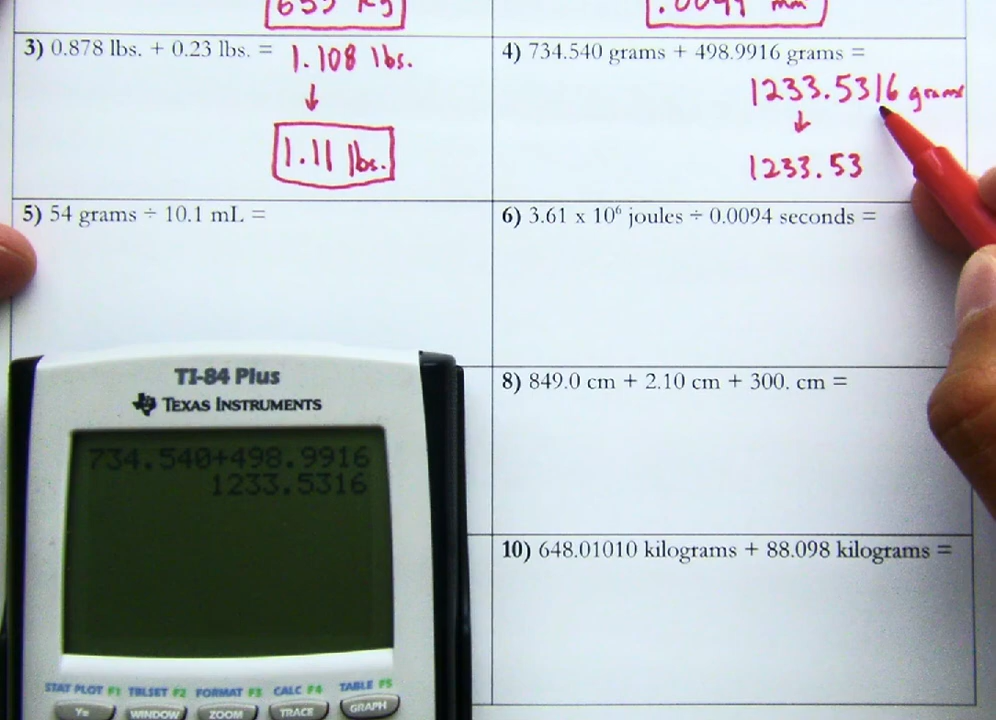 655 kg
.0044 mm
3) 0.878 lbs. + 0.23 lbs. = 1.108 lbs.
↓
1.11 lbs.
4) 734.540 grams + 498.9916 grams =
1233.5316 grams
↓
1233.53
5) 54 grams ÷ 10.1 mL =
6) 3.61 x 10⁶ joules ÷ 0.0094 seconds =
8) 849.0 cm + 2.10 cm + 300. cm =
10) 648.01010 kilograms + 88.098 kilograms =
TI-84 Plus
TEXAS INSTRUMENTS
734.540+498.9916
1233.5316
STAT PLOT F1 TBLSET F2 FORMAT F3 CALC F4 TABLE F5
Y= WINDOW ZOOM TRACE GRAPH